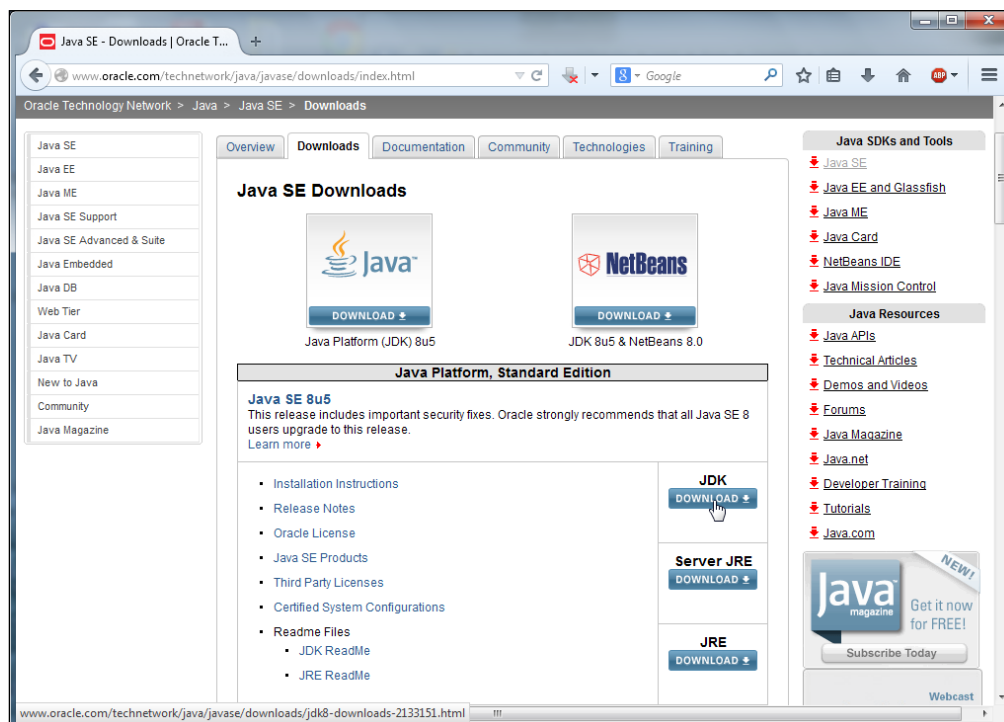 Java SE - Downloads | Oracle T...
www.oracle.com/technetwork/java/javase/downloads/index.html
8 Google
ABP
Oracle Technology Network > Java > Java SE > Downloads
Java SE
Java EE
Java ME
Java SE Support
Java SE Advanced & Suite
Java Embedded
Java DB
Web Tier
Java Card
Java TV
New to Java
Community
Java Magazine
Overview
Downloads
Documentation
Community
Technologies
Training
Java SE Downloads
Java™
DOWNLOAD
Java Platform (JDK) 8u5
NetBeans
DOWNLOAD
JDK 8u5 & NetBeans 8.0
Java Platform, Standard Edition
Java SE 8u5
This release includes important security fixes. Oracle strongly recommends that all Java SE 8
users upgrade to this release.
Learn more
Installation Instructions
Release Notes
Oracle License
Java SE Products
Third Party Licenses
Certified System Configurations
Readme Files
JDK ReadMe
JRE ReadMe
JDK
DOWNLOAD
Server JRE
DOWNLOAD
JRE
DOWNLOAD
Java SDKs and Tools
Java SE
Java EE and Glassfish
Java ME
Java Card
NetBeans IDE
Java Mission Control
Java Resources
Java APIs
Technical Articles
Demos and Videos
Forums
Java Magazine
Java.net
Developer Training
Tutorials
Java.com
NEW!
Java
magazine
Get it now
for FREE!
Subscribe Today
Webcast
www.oracle.com/technetwork/java/javase/downloads/jdk8-downloads-2133151.html